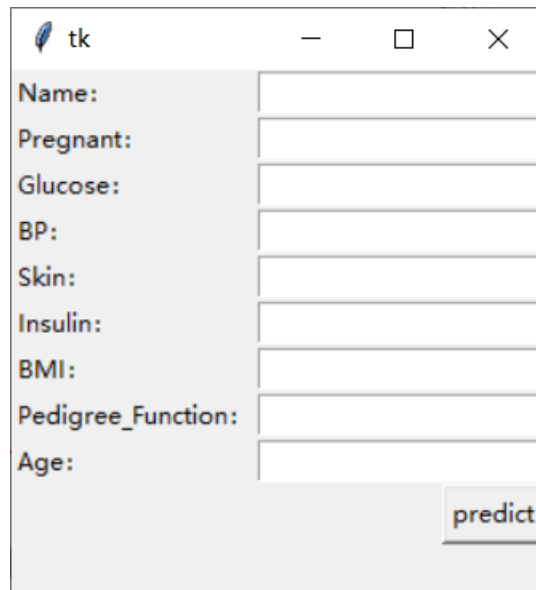 tk
Name:
Pregnant:
Glucose:
BP:
Skin:
Insulin:
BMI:
Pedigree_Function:
Age:
predict